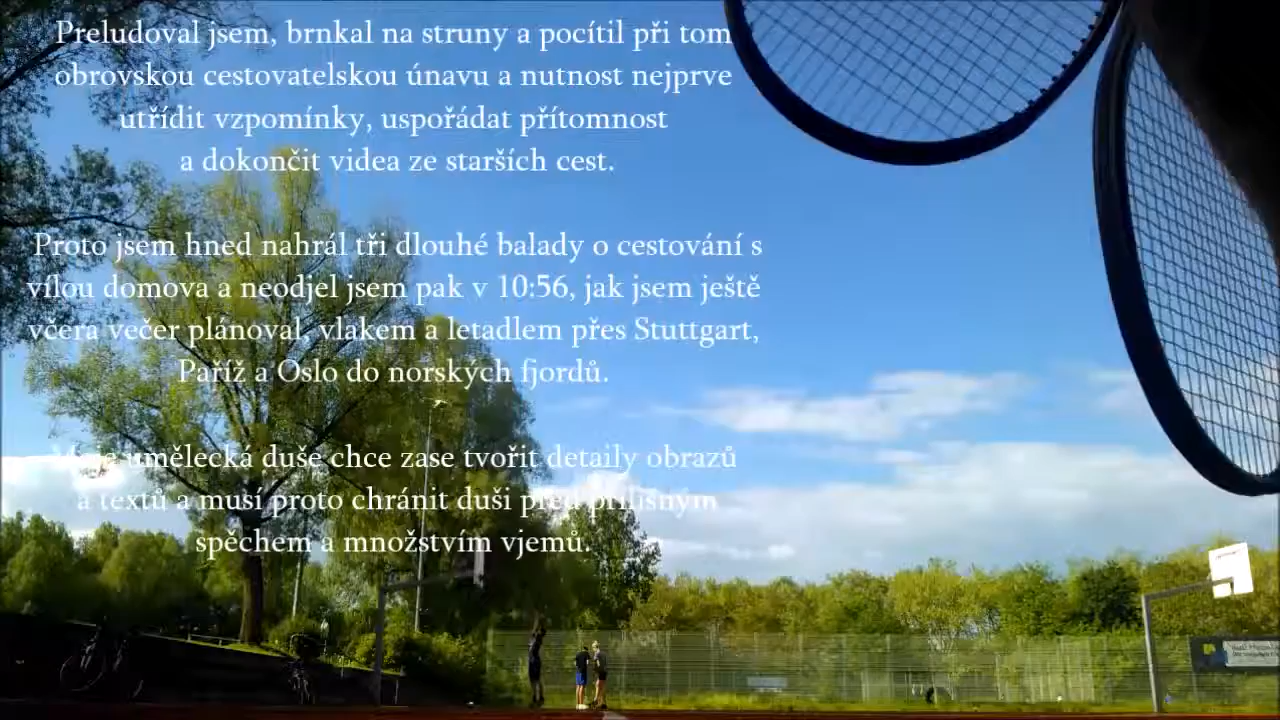 Preludoval jsem, brnkal na struny a pocítil při tom
obrovskou cestovatelskou únavu a nutnost nejprve
utřídit vzpomínky, uspořádat přítomnost
a dokončit videa ze starších cest.
Proto jsem hned nahrál tři dlouhé balady o cestování s
vílou domova a neodjel jsem pak v 10:56, jak jsem ještě
včera večer plánoval, vlakem a letadlem přes Stuttgart,
Paříž a Oslo do norských fjordů.
Moje umělecká duše chce zase tvořit detaily obrazů
a textů a musí proto chránit duši před přílišným
spěchem a množstvím vjemů.